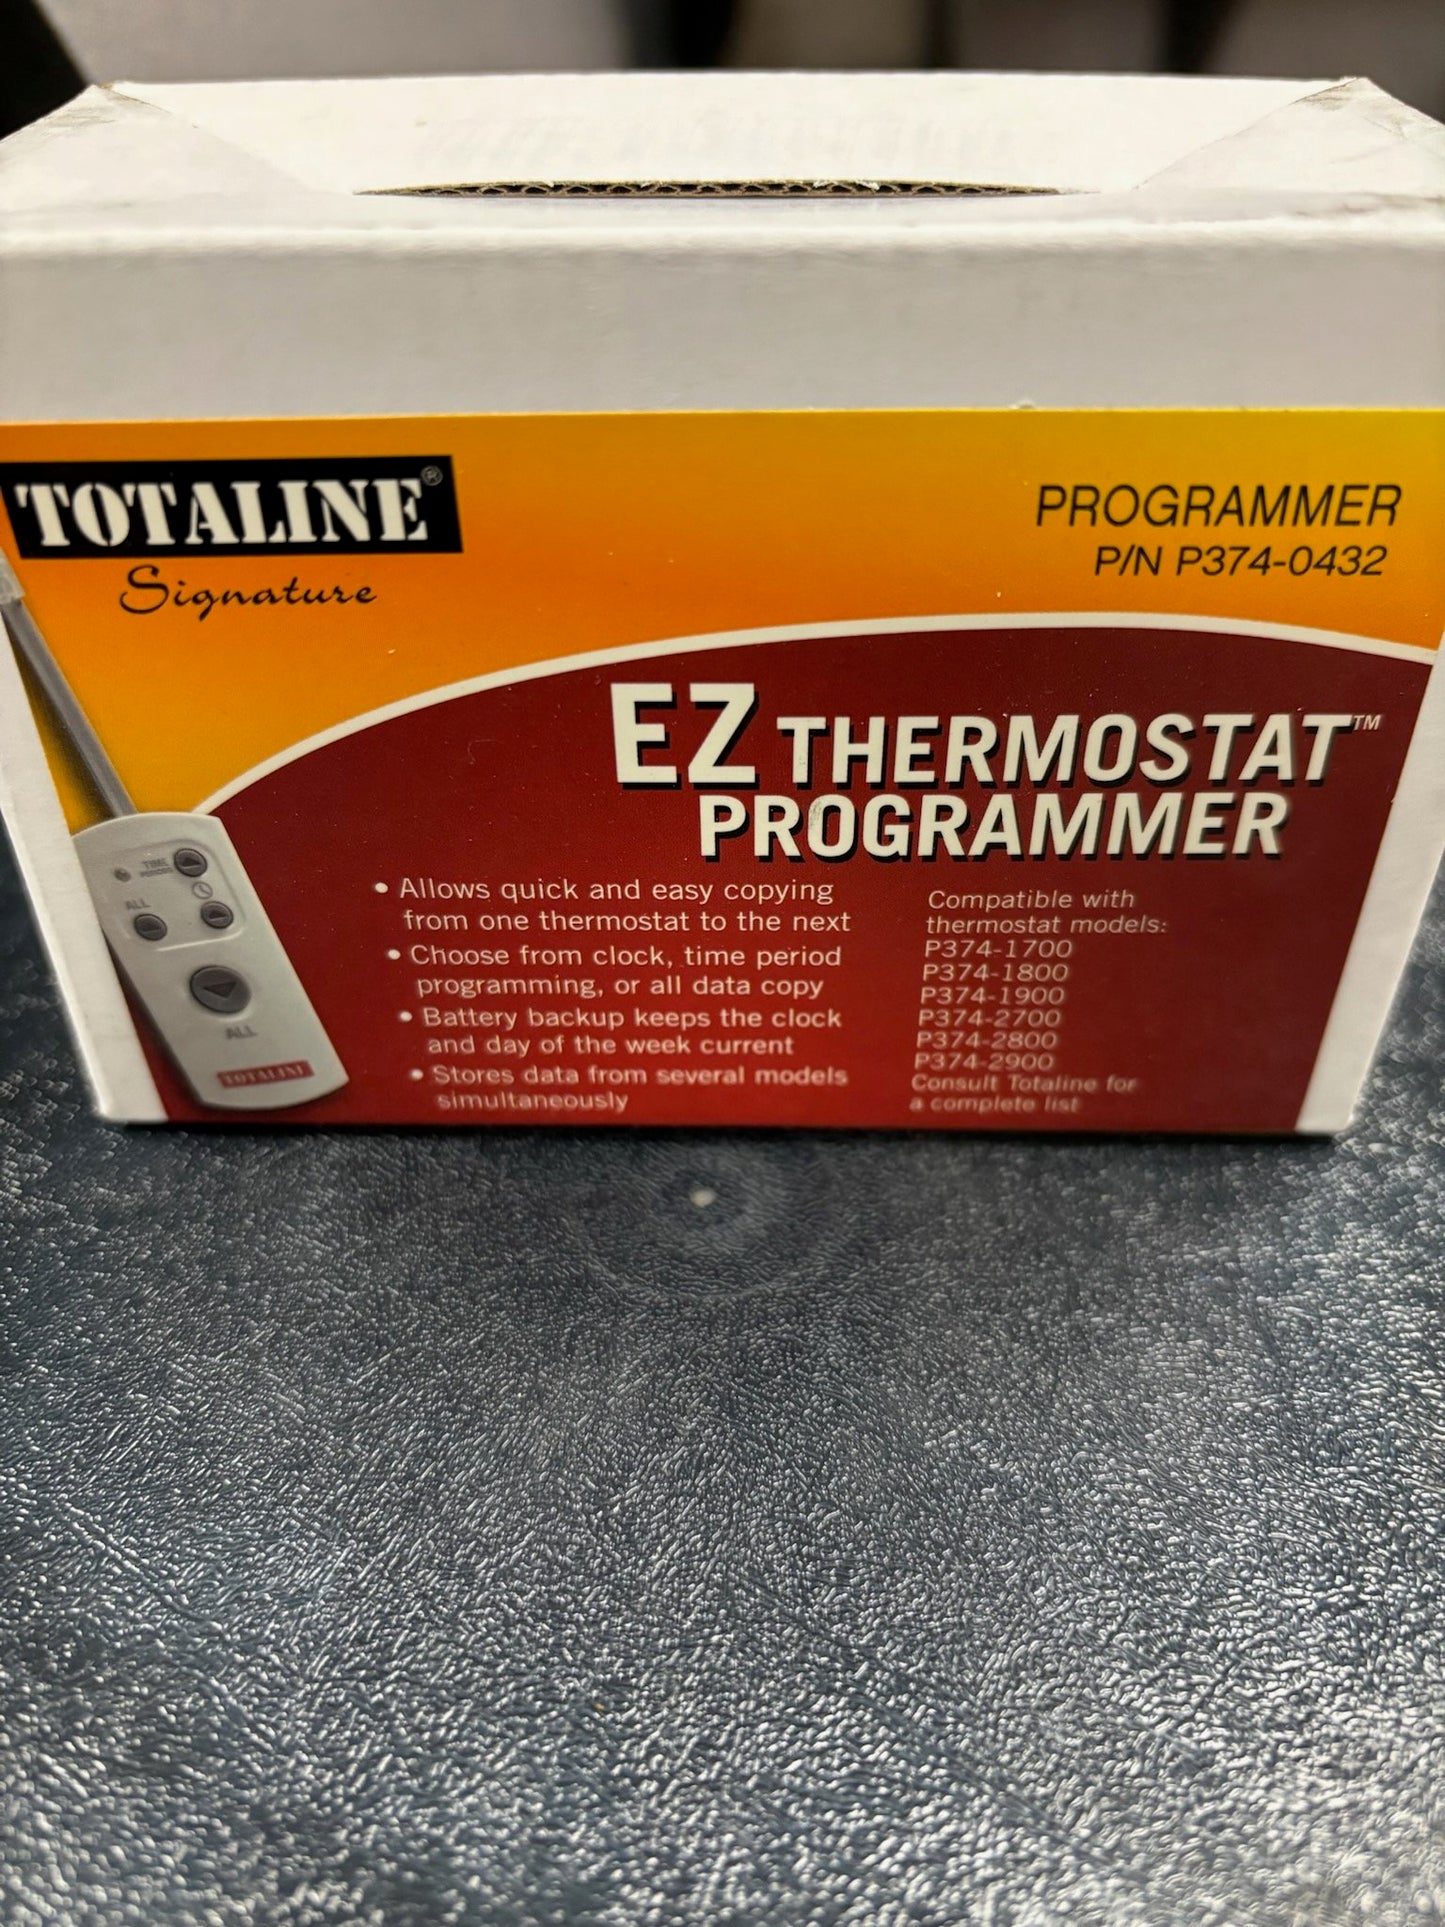 TOTALINE®
Signature
PROGRAMMER
P/N P374-0432
EZ THERMOSTAT™
PROGRAMMER
• Allows quick and easy copying
from one thermostat to the next
• Choose from clock, time period
programming, or all data copy
• Battery backup keeps the clock
and day of the week current
• Stores data from several models
simultaneously
Compatible with
thermostat models:
P374-1700
P374-1800
P374-1900
P374-2700
P374-2800
P374-2900
Consult Totaline for
a complete list
TIME
ALL
ALL
TOTALINE